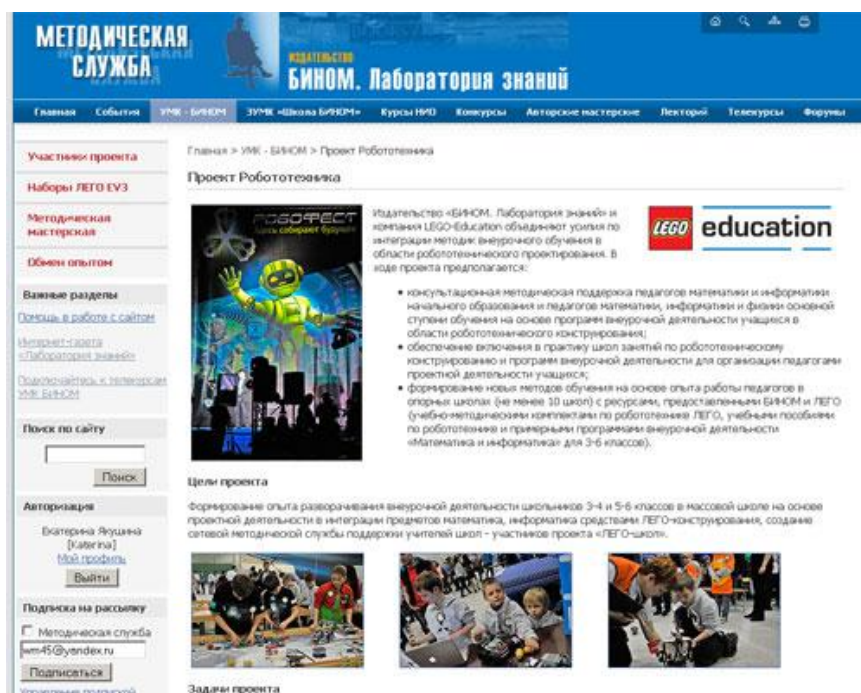 МЕТОДИЧЕСКАЯ
СЛУЖБА
ИЗДАТЕЛЬСТВО
БИНОМ. Лаборатория знаний
Главная События УМК - БИНОМ ЭУМК «Школа БИНОМ» Курсы НИО Конкурсы Авторские мастерские Лекторий Телекурсы Форумы
Участники проекта
Наборы ЛЕГО EV3
Методическая
мастерская
Обмен опытом
Важные разделы
Помощь в работе с сайтом
Интернет-газета
«Лаборатория знаний»
Подключайтесь к телекурсам
УМК БИНОМ
Поиск по сайту
Поиск
Авторизация
Екатерина Якушина
[Katerina]
Мой профиль
Выйти
Подписка на рассылку
Методическая служба
wm45@yandex.ru
Подписаться
Управление подпиской
Главная > УМК - БИНОМ > Проект Робототехника
Проект Робототехника
РОБОФЕСТ
Здесь собирают будущее
Издательство «БИНОМ. Лаборатория знаний» и
компания LEGO-Education объединяют усилия по
интеграции методик внеурочного обучения в
области робототехнического проектирования. В
ходе проекта предполагается:
LEGO education
• консультационная методическая поддержка педагогов математики и информатики
начального образования и педагогов математики, информатики и физики основной
ступени обучения на основе программ внеурочной деятельности учащихся в
области робототехнического конструирования;
• обеспечение включения в практику школ занятий по робототехническому
конструированию и программ внеурочной деятельности для организации педагогами
проектной деятельности учащихся;
• формирование новых методов обучения на основе опыта работы педагогов в
опорных школах (не менее 10 школ) с ресурсами, предоставленными БИНОМ и ЛЕГО
(учебно-методическими комплектами по робототехнике ЛЕГО, учебными пособиями
по робототехнике и примерными программами внеурочной деятельности
«Математика и информатика» для 3-6 классов).
Цели проекта
Формирование опыта разворачивания внеурочной деятельности школьников 3-4 и 5-6 классов в массовой школе на основе
проектной деятельности в интеграции предметов математика, информатика средствами ЛЕГО-конструирования, создание
сетевой методической службы поддержки учителей школ - участников проекта «ЛЕГО-школ».
Задачи проекта